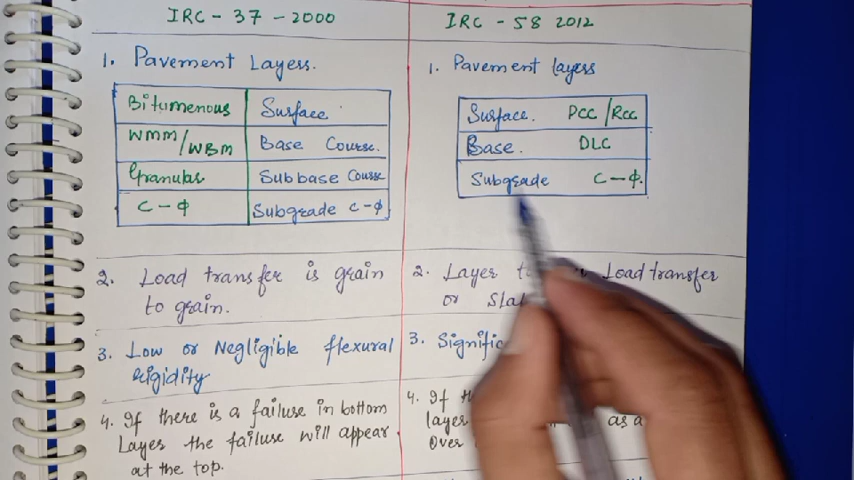 IRC - 37 - 2000
IRC - 58 2012
1. Pavement Layers.
Bitumenous Surface
WMM/WBM Base Course.
Granular Subbase Course
C-Φ Subgrade C-Φ
1. Pavement layers
Surface. PCC/RCC
Base. DLC
Subgrade C-Φ.
2. Load transfer is grain
to grain.
2. Layer Load transfer
or
3. Low or Negligible flexural
rigidity
3.
4. If there is a failure in bottom
Layer the failure will appear
at the top.
4. If
layer as a
over